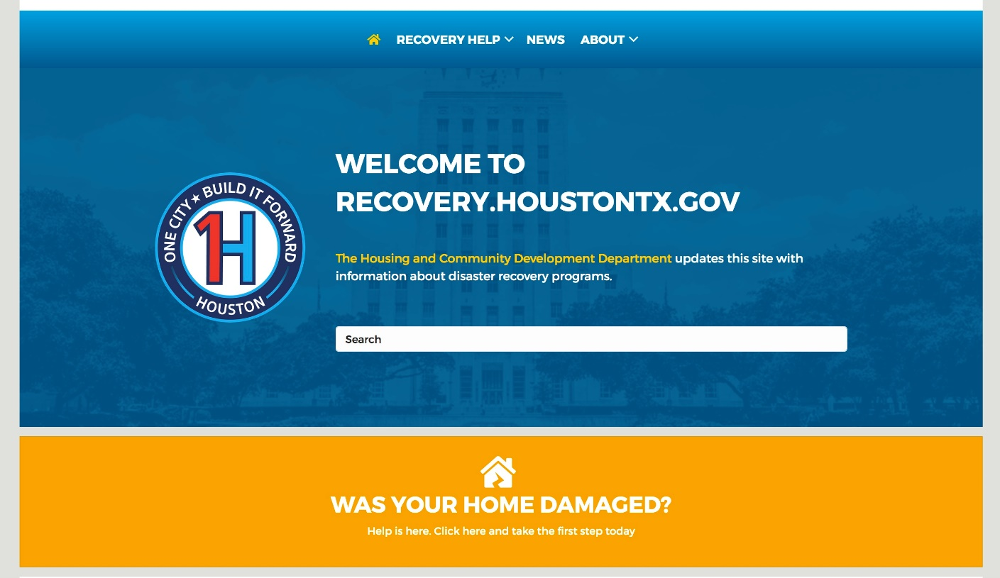 RECOVERY HELP NEWS ABOUT
WELCOME TO
RECOVERY.HOUSTONTX.GOV
ONE CITY ★ BUILD IT FORWARD
1H
HOUSTON
The Housing and Community Development Department updates this site with
information about disaster recovery programs.
Search
WAS YOUR HOME DAMAGED?
Help is here. Click here and take the first step today